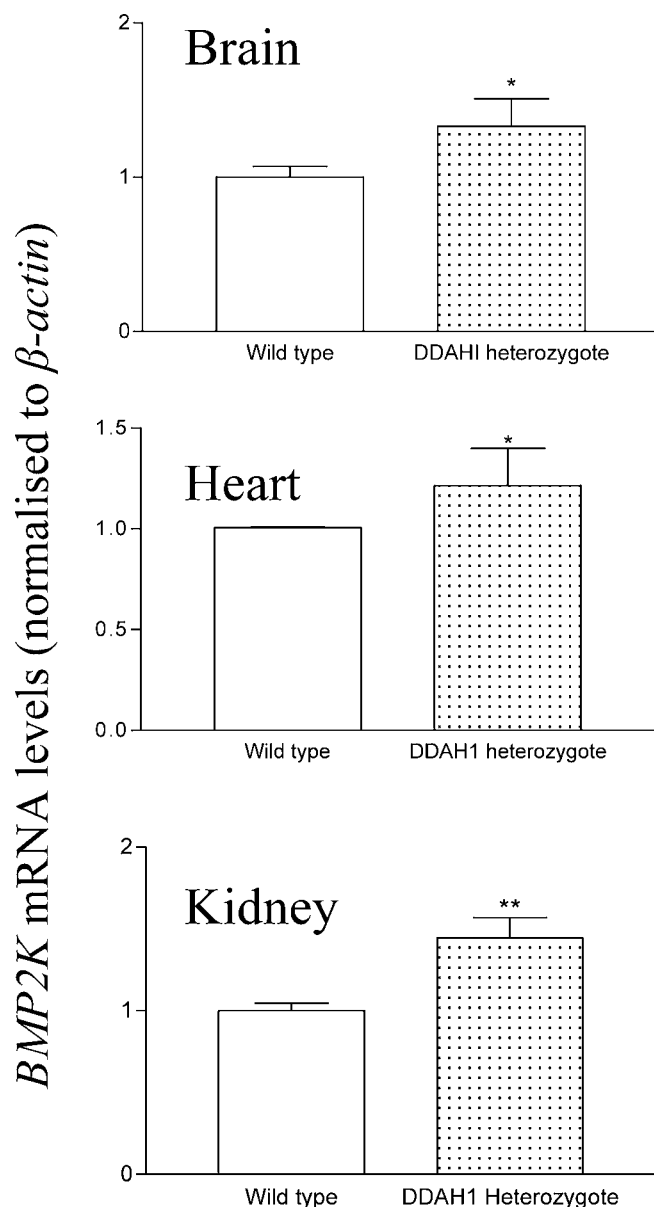 BMP2K mRNA levels (normalised to β-actin)
Brain
2
1
0
*
Wild type
DDAHI heterozygote
Heart
1.5
1.0
0.5
0.0
*
Wild type
DDAH1 heterozygote
Kidney
2
1
0
**
Wild type
DDAH1 Heterozygote